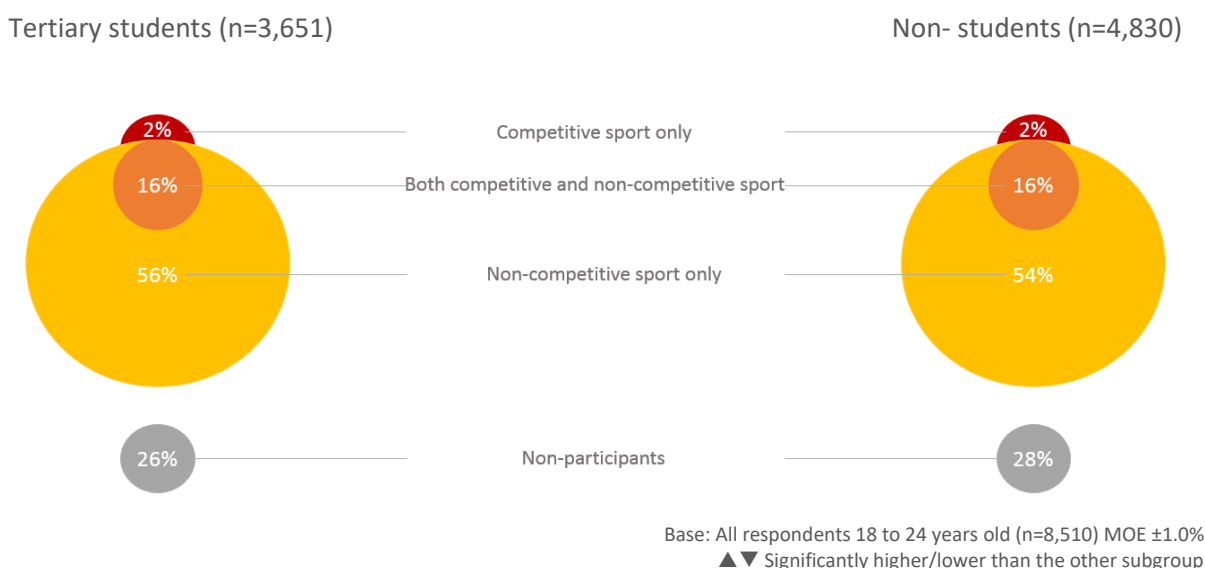 Tertiary students (n=3,651)
Non- students (n=4,830)
2% Competitive sport only 2%
16% Both competitive and non-competitive sport 16%
56% Non-competitive sport only 54%
26% Non-participants 28%
Base: All respondents 18 to 24 years old (n=8,510) MOE ±1.0%
▲▼ Significantly higher/lower than the other subgroup